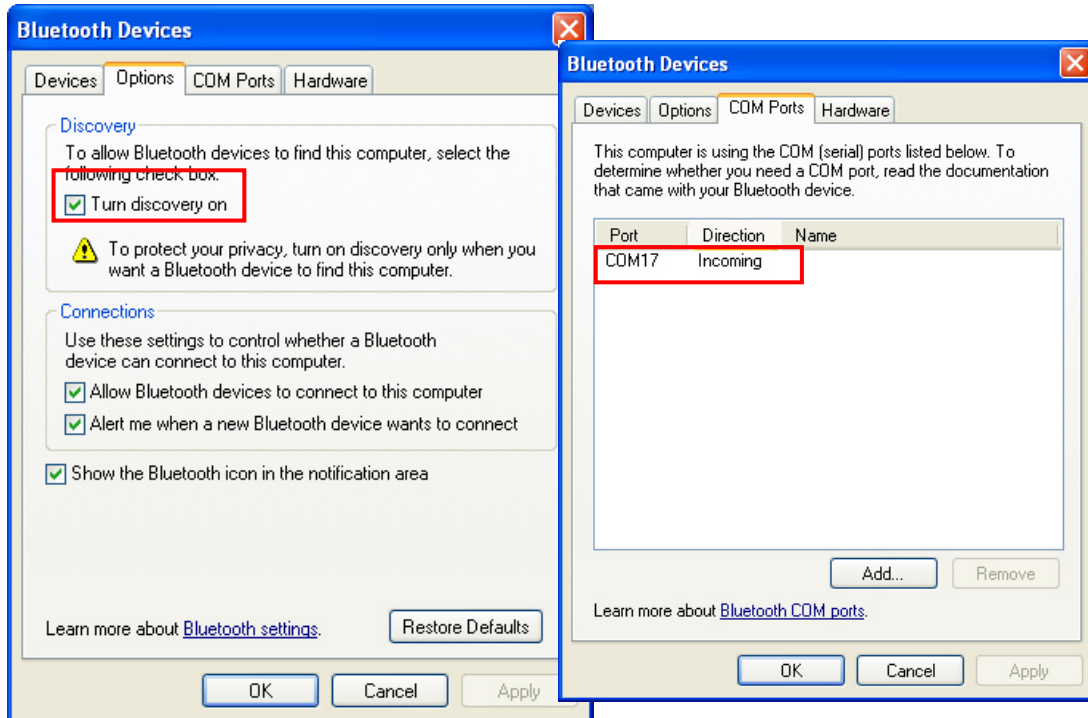 Bluetooth Devices
Devices Options COM Ports Hardware
Discovery
To allow Bluetooth devices to find this computer, select the
following check box.
Turn discovery on
To protect your privacy, turn on discovery only when you
want a Bluetooth device to find this computer.
Connections
Use these settings to control whether a Bluetooth
device can connect to this computer.
Allow Bluetooth devices to connect to this computer
Alert me when a new Bluetooth device wants to connect
Show the Bluetooth icon in the notification area
Learn more about Bluetooth settings.
Restore Defaults
OK Cancel Apply
Bluetooth Devices
Devices Options COM Ports Hardware
This computer is using the COM (serial) ports listed below. To
determine whether you need a COM port, read the documentation
that came with your Bluetooth device.
Port Direction Name
COM17 Incoming
Add... Remove
Learn more about Bluetooth COM ports.
OK Cancel Apply